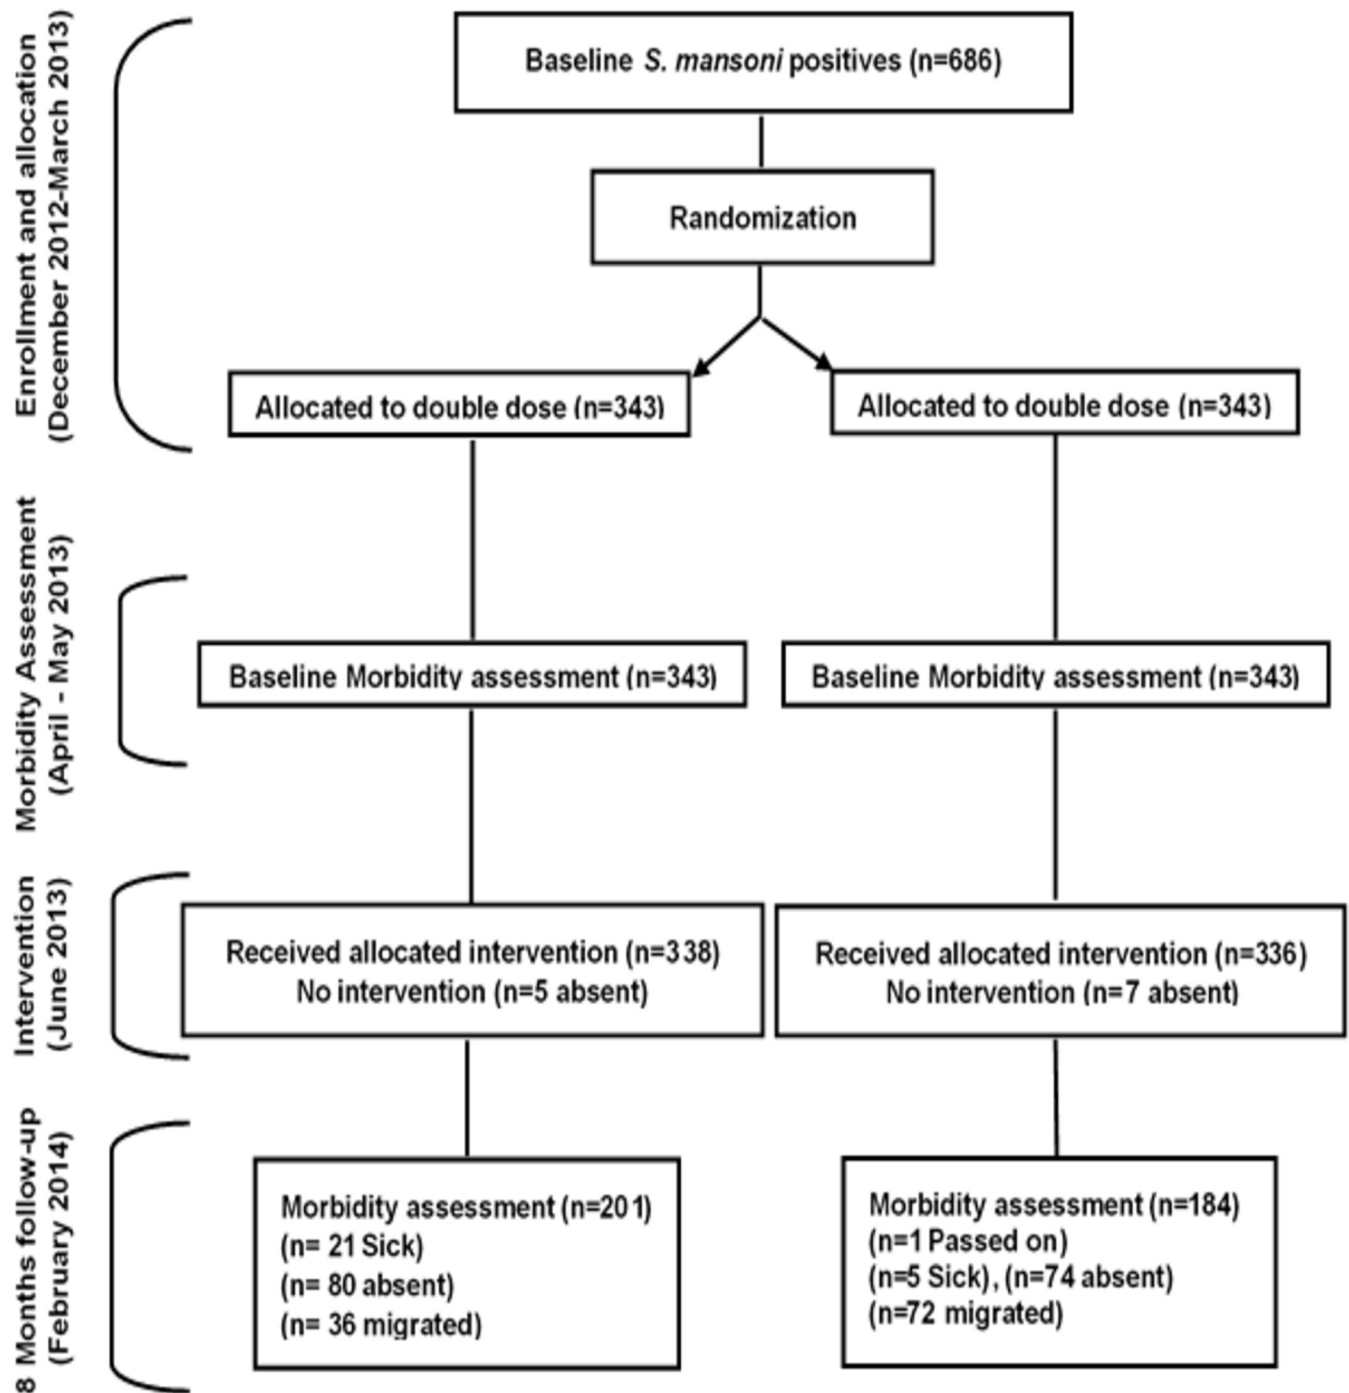 Enrollment and allocation
(December 2012-March 2013)
Baseline S. mansoni positives (n=686)
Randomization
Allocated to double dose (n=343)
Allocated to double dose (n=343)
Morbidity Assessment
(April - May 2013)
Baseline Morbidity assessment (n=343)
Baseline Morbidity assessment (n=343)
Intervention
(June 2013)
Received allocated intervention (n=338)
No intervention (n=5 absent)
Received allocated intervention (n=336)
No intervention (n=7 absent)
8 Months follow-up
(February 2014)
Morbidity assessment (n=201)
(n= 21 Sick)
(n= 80 absent)
(n= 36 migrated)
Morbidity assessment (n=184)
(n=1 Passed on)
(n=5 Sick), (n=74 absent)
(n=72 migrated)